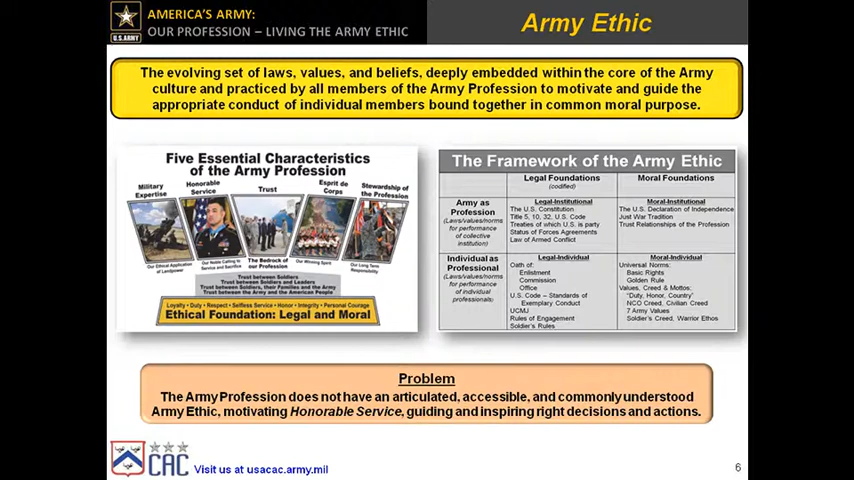 AMERICA'S ARMY:
OUR PROFESSION – LIVING THE ARMY ETHIC
U.S.ARMY
Army Ethic
The evolving set of laws, values, and beliefs, deeply embedded within the core of the Army
culture and practiced by all members of the Army Profession to motivate and guide the
appropriate conduct of individual members bound together in common moral purpose.
Five Essential Characteristics
of the Army Profession
Military
Expertise
Honorable
Service
Trust
Esprit de
Corps
Stewardship of
the Profession
Our Ethical Application
of Landpower
Our Noble Calling to
Service and Sacrifice
The Bedrock of
our Profession
Our Winning Spirit
Our Long Term
Responsibility
Trust between Soldiers
Trust between Soldiers and Leaders
Trust between Soldiers, their Families and the Army
Trust between the Army and the American People
Loyalty • Duty • Respect • Selfless Service • Honor • Integrity • Personal Courage
Ethical Foundation: Legal and Moral
The Framework of the Army Ethic
Legal Foundations
(codified)
Moral Foundations
Army as
Profession
(Laws/values/norms
for performance
of collective
institution)
Legal-Institutional
The U.S. Constitution
Title 5, 10, 32, U.S. Code
Treaties of which U.S. is party
Status of Forces Agreements
Law of Armed Conflict
Moral-Institutional
The U.S. Declaration of Independence
Just War Tradition
Trust Relationships of the Profession
Individual as
Professional
(Laws/values/norms
for performance
of individual
professionals)
Legal-Individual
Oath of:
Enlistment
Commission
Office
U.S. Code – Standards of
Exemplary Conduct
UCMJ
Rules of Engagement
Soldier's Rules
Moral-Individual
Universal Norms:
Basic Rights
Golden Rule
Values, Creed & Mottos:
"Duty, Honor, Country"
NCO Creed, Civilian Creed
7 Army Values
Soldier's Creed, Warrior Ethos
Problem
The Army Profession does not have an articulated, accessible, and commonly understood
Army Ethic, motivating Honorable Service, guiding and inspiring right decisions and actions.
CAC
Visit us at usacac.army.mil
6